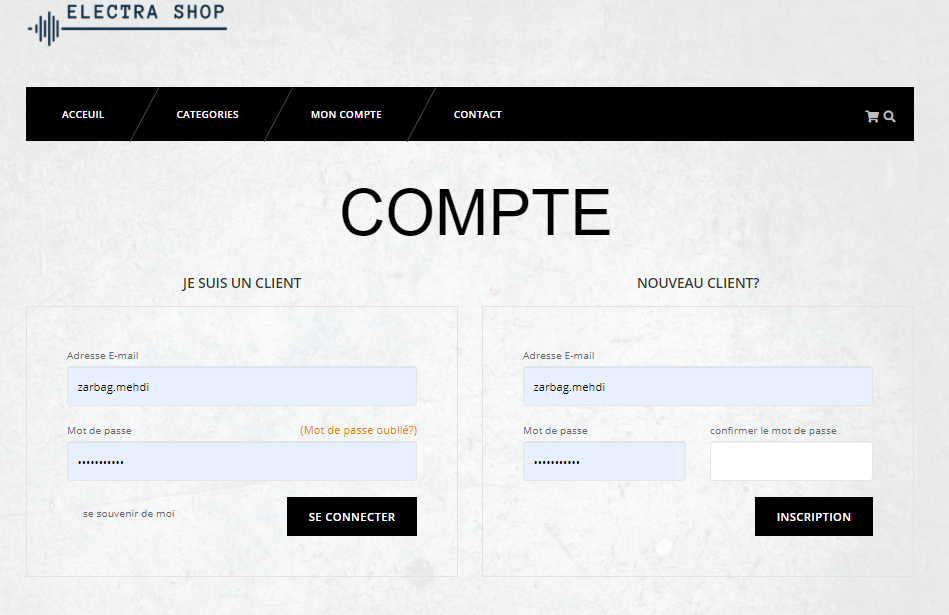 ELECTRA SHOP
ACCEUIL CATEGORIES MON COMPTE CONTACT
COMPTE
JE SUIS UN CLIENT
Adresse E-mail
zarbag.mehdi
Mot de passe (Mot de passe oublié?)
•••••••••••
se souvenir de moi SE CONNECTER
NOUVEAU CLIENT?
Adresse E-mail
zarbag.mehdi
Mot de passe confirmer le mot de passe
•••••••••••
INSCRIPTION